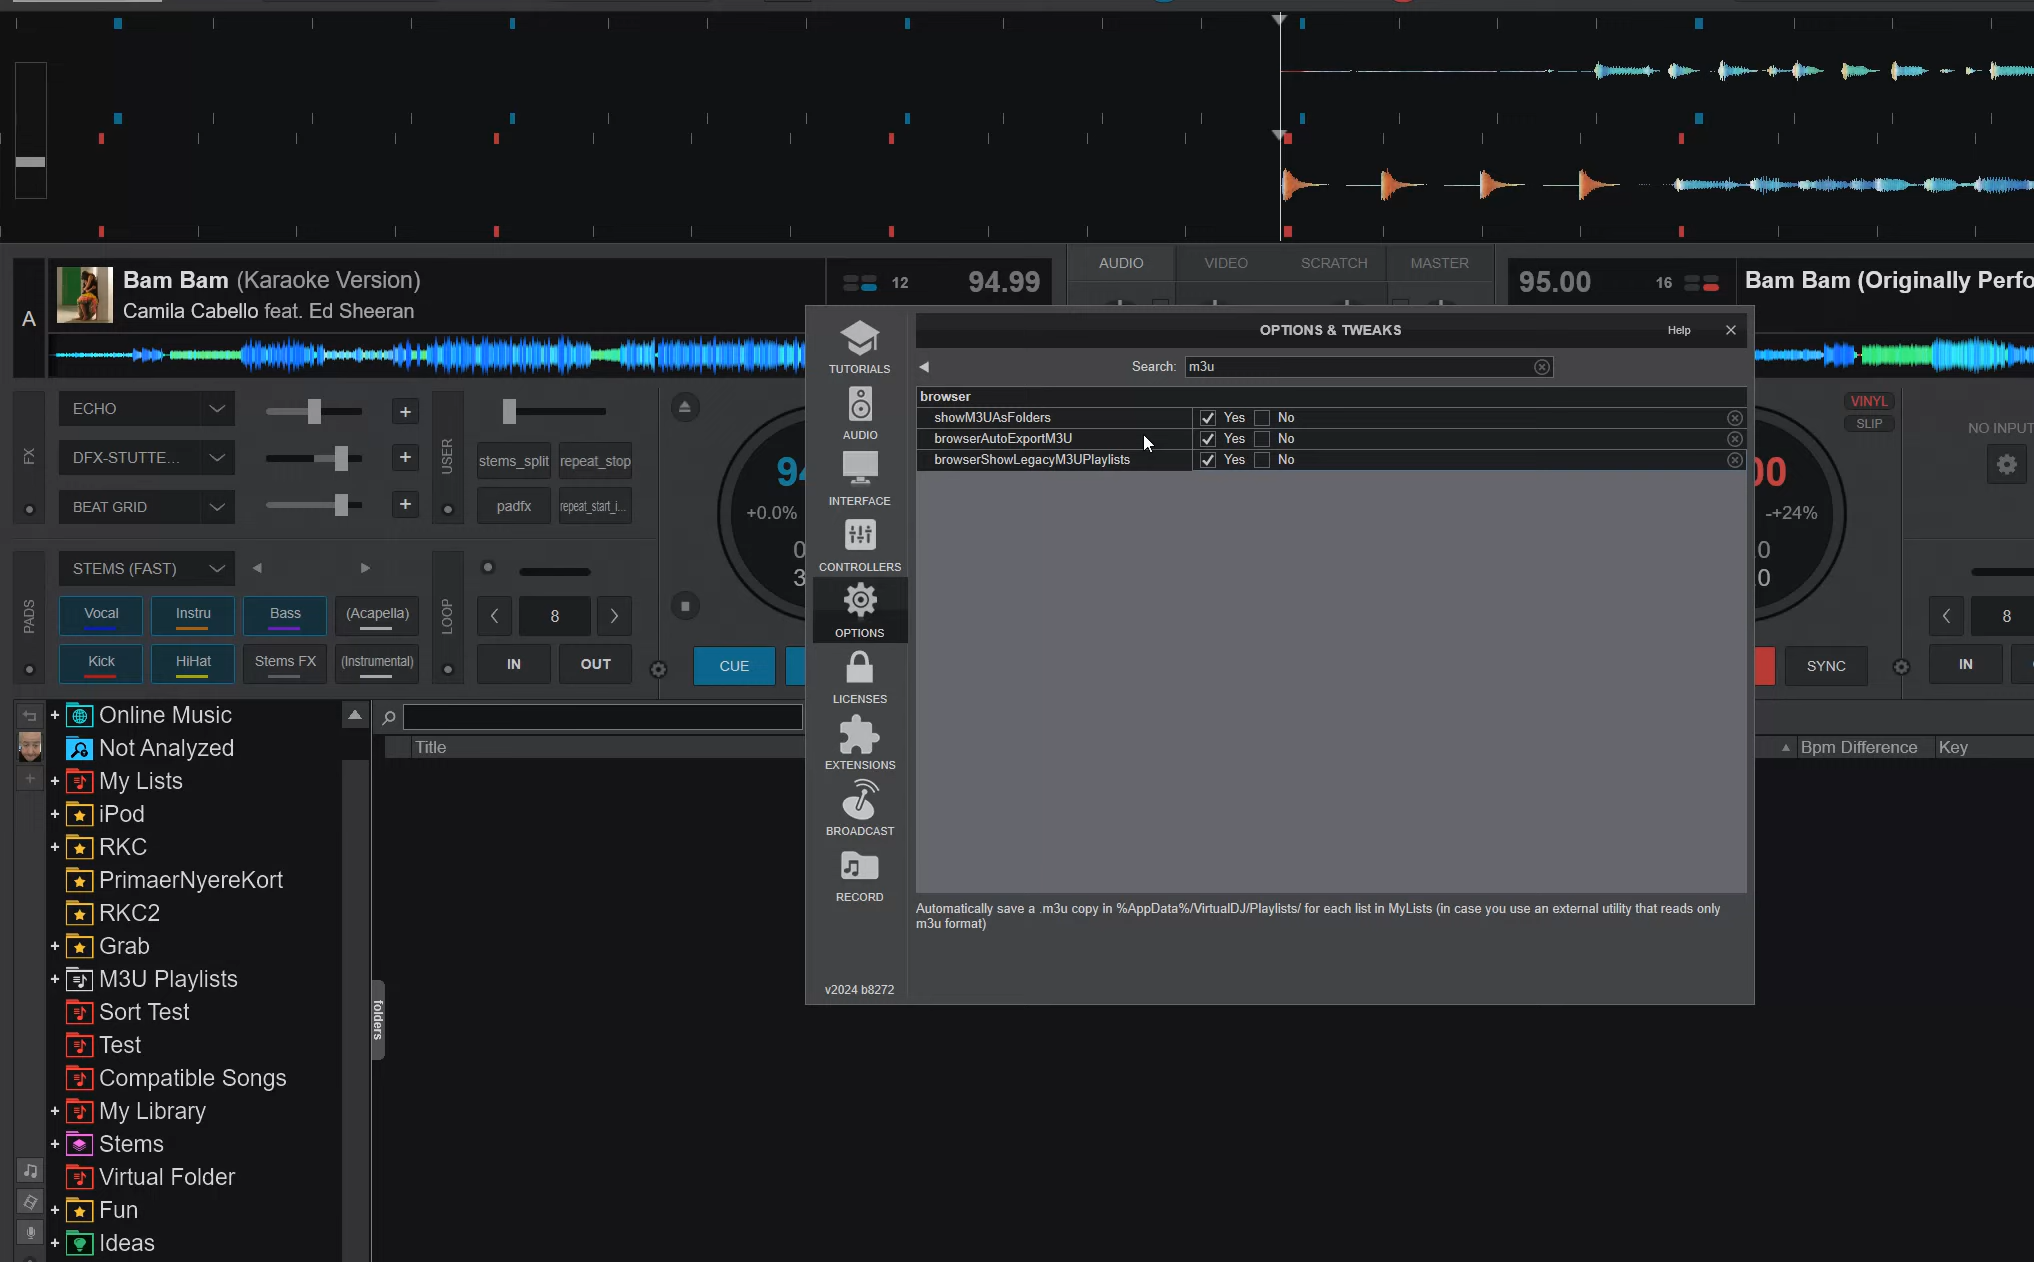 A
Bam Bam (Karaoke Version)
Camila Cabello feat. Ed Sheeran
12
94.99
AUDIO
VIDEO
SCRATCH
MASTER
95.00
16
Bam Bam (Originally Perfo
FX
ECHO
DFX-STUTTE...
BEAT GRID
USER
stems_split
repeat_stop
padfx
repeat_start_i...
+0.0%
PADS
STEMS (FAST)
Vocal
Instru
Bass
(Acapella)
Kick
HiHat
Stems FX
(Instrumental)
LOOP
8
IN
OUT
CUE
TUTORIALS
AUDIO
INTERFACE
CONTROLLERS
OPTIONS
LICENSES
EXTENSIONS
BROADCAST
RECORD
v2024 b8272
OPTIONS & TWEAKS
Help
Search: m3u
browser
showM3UAsFolders Yes No
browserAutoExportM3U Yes No
browserShowLegacyM3UPlaylists Yes No
Automatically save a .m3u copy in %AppData%/VirtualDJ/Playlists/ for each list in MyLists (in case you use an external utility that reads only
m3u format)
VINYL
SLIP
NO INPUT
-+24%
SYNC
8
IN
Online Music
Not Analyzed
My Lists
iPod
RKC
PrimaerNyereKort
RKC2
Grab
M3U Playlists
Sort Test
Test
Compatible Songs
My Library
Stems
Virtual Folder
Fun
Ideas
folders
Title
Bpm Difference
Key